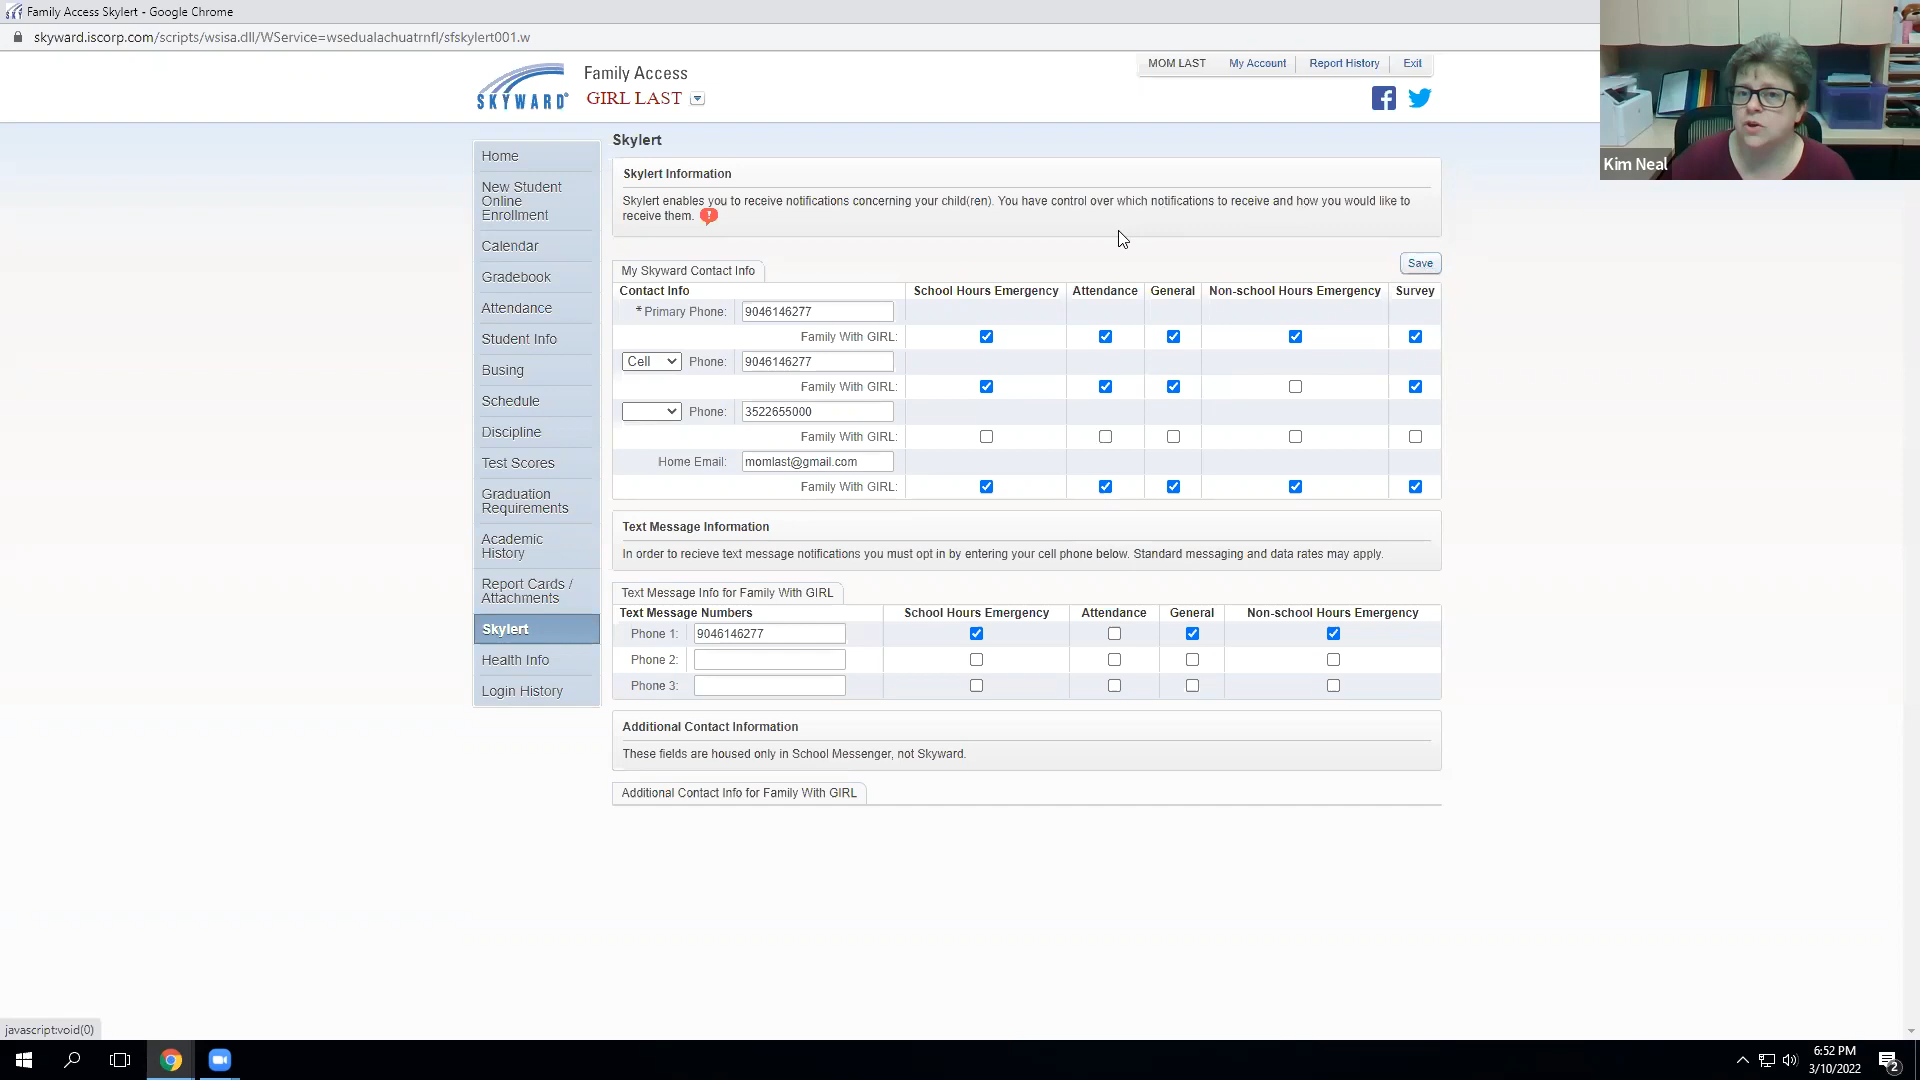 Family Access Skylert - Google Chrome
skyward.iscorp.com/scripts/wsisa.dll/WService=wsedualachuatrnfl/sfskylert001.w
SKYWARD®
Family Access
GIRL LAST
MOM LAST My Account Report History Exit
Kim Neal
Home
New Student
Online
Enrollment
Calendar
Gradebook
Attendance
Student Info
Busing
Schedule
Discipline
Test Scores
Graduation
Requirements
Academic
History
Report Cards /
Attachments
Skylert
Health Info
Login History
Skylert
Skylert Information
Skylert enables you to receive notifications concerning your child(ren). You have control over which notifications to receive and how you would like to
receive them. !
My Skyward Contact Info
Save
Contact Info School Hours Emergency Attendance General Non-school Hours Emergency Survey
* Primary Phone: 9046146277
Family With GIRL:
Cell Phone: 9046146277
Family With GIRL:
Phone: 3522655000
Family With GIRL:
Home Email: momlast@gmail.com
Family With GIRL:
Text Message Information
In order to recieve text message notifications you must opt in by entering your cell phone below. Standard messaging and data rates may apply.
Text Message Info for Family With GIRL
Text Message Numbers School Hours Emergency Attendance General Non-school Hours Emergency
Phone 1: 9046146277
Phone 2:
Phone 3:
Additional Contact Information
These fields are housed only in School Messenger, not Skyward.
Additional Contact Info for Family With GIRL
javascript:void(0)
6:52 PM
3/10/2022
2